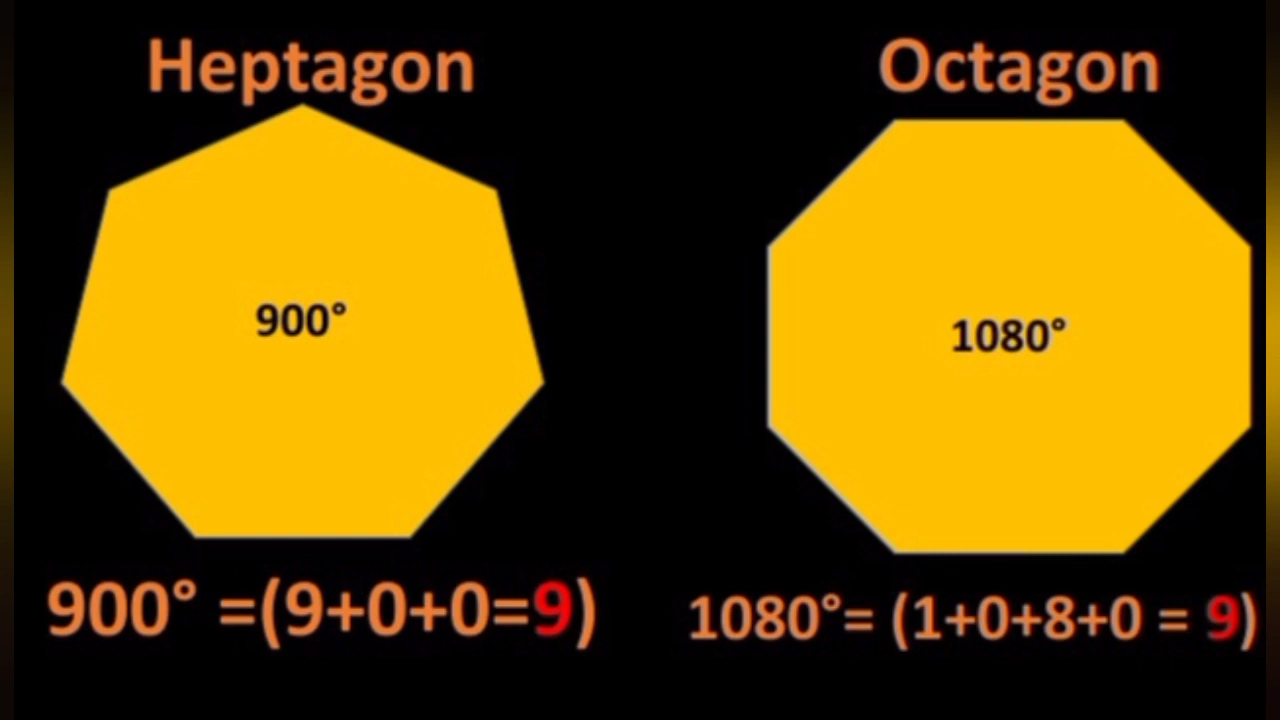 Heptagon
900°
900° =(9+0+0=9)
Octagon
1080°
1080°= (1+0+8+0 = 9)